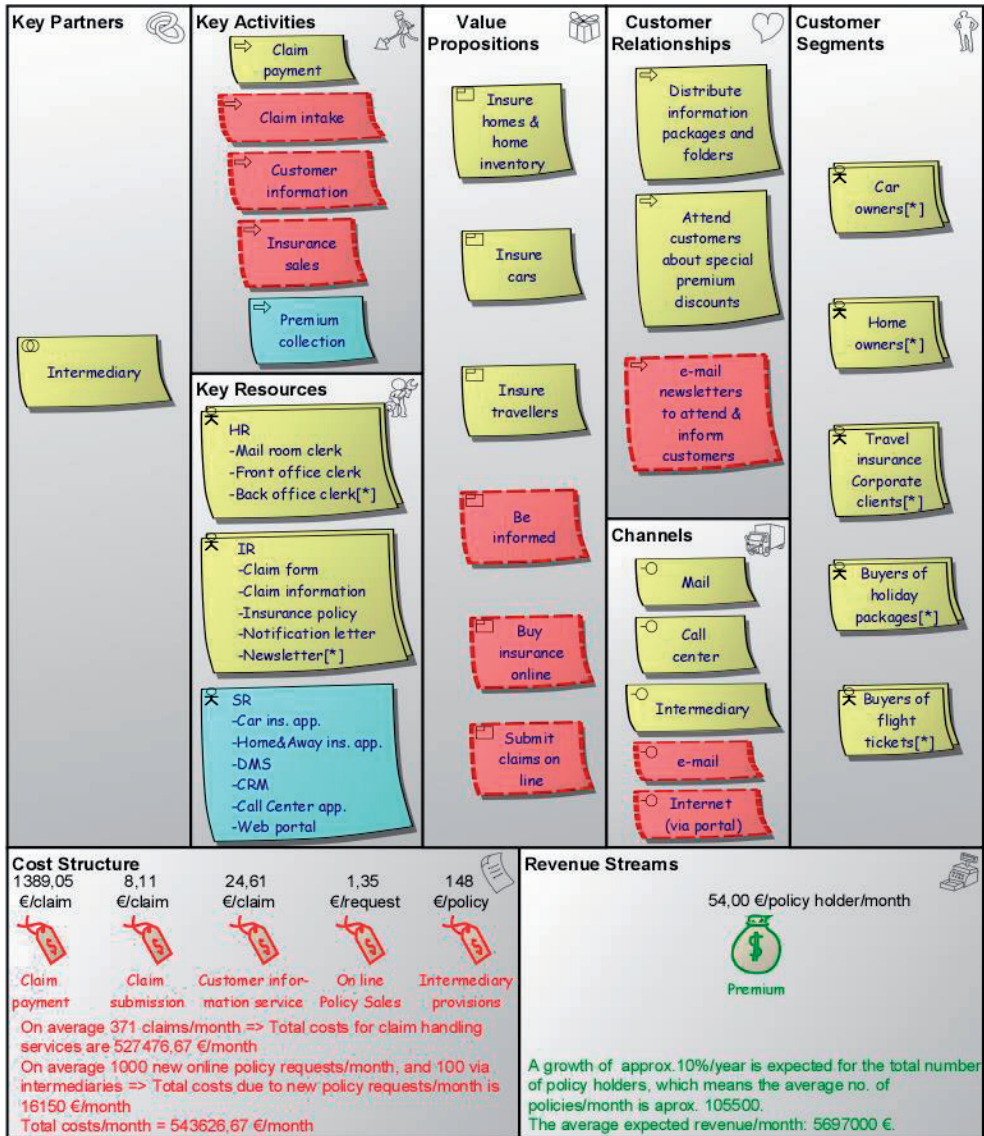 Key Partners
Intermediary
Key Activities
Claim
payment
Claim intake
Customer
information
Insurance
sales
Premium
collection
Key Resources
HR
-Mail room clerk
-Front office clerk
-Back office clerk[*]
IR
-Claim form
-Claim information
-Insurance policy
-Notification letter
-Newsletter[*]
SR
-Car ins. app.
-Home&Away ins. app.
-DMS
-CRM
-Call Center app.
-Web portal
Value
Propositions
Insure
homes &
home
inventory
Insure
cars
Insure
travellers
Be
informed
Buy
insurance
online
Submit
claims on
line
Customer
Relationships
Distribute
information
packages and
folders
Attend
customers
about special
premium
discounts
e-mail
newsletters
to attend &
inform
customers
Channels
Mail
Call
center
Intermediary
e-mail
Internet
(via portal)
Customer
Segments
Car
owners[*]
Home
owners[*]
Travel
insurance
Corporate
clients[*]
Buyers of
holiday
packages[*]
Buyers of
flight
tickets[*]
Cost Structure
1389,05 8,11 24,61 1,35 148
€/claim €/claim €/claim €/request €/policy
$ $ $ $ $
Claim Claim Customer infor- On line Intermediary
payment submission mation service Policy Sales provisions
On average 371 claims/month => Total costs for claim handling
services are 527476,67 €/month
On average 1000 new online policy requests/month, and 100 via
intermediaries => Total costs due to new policy requests/month is
16150 €/month
Total costs/month = 543626,67 €/month
Revenue Streams
54,00 €/policy holder/month
$
Premium
A growth of approx.10%/year is expected for the total number
of policy holders, which means the average no. of
policies/month is aprox. 105500.
The average expected revenue/month: 5697000 €.